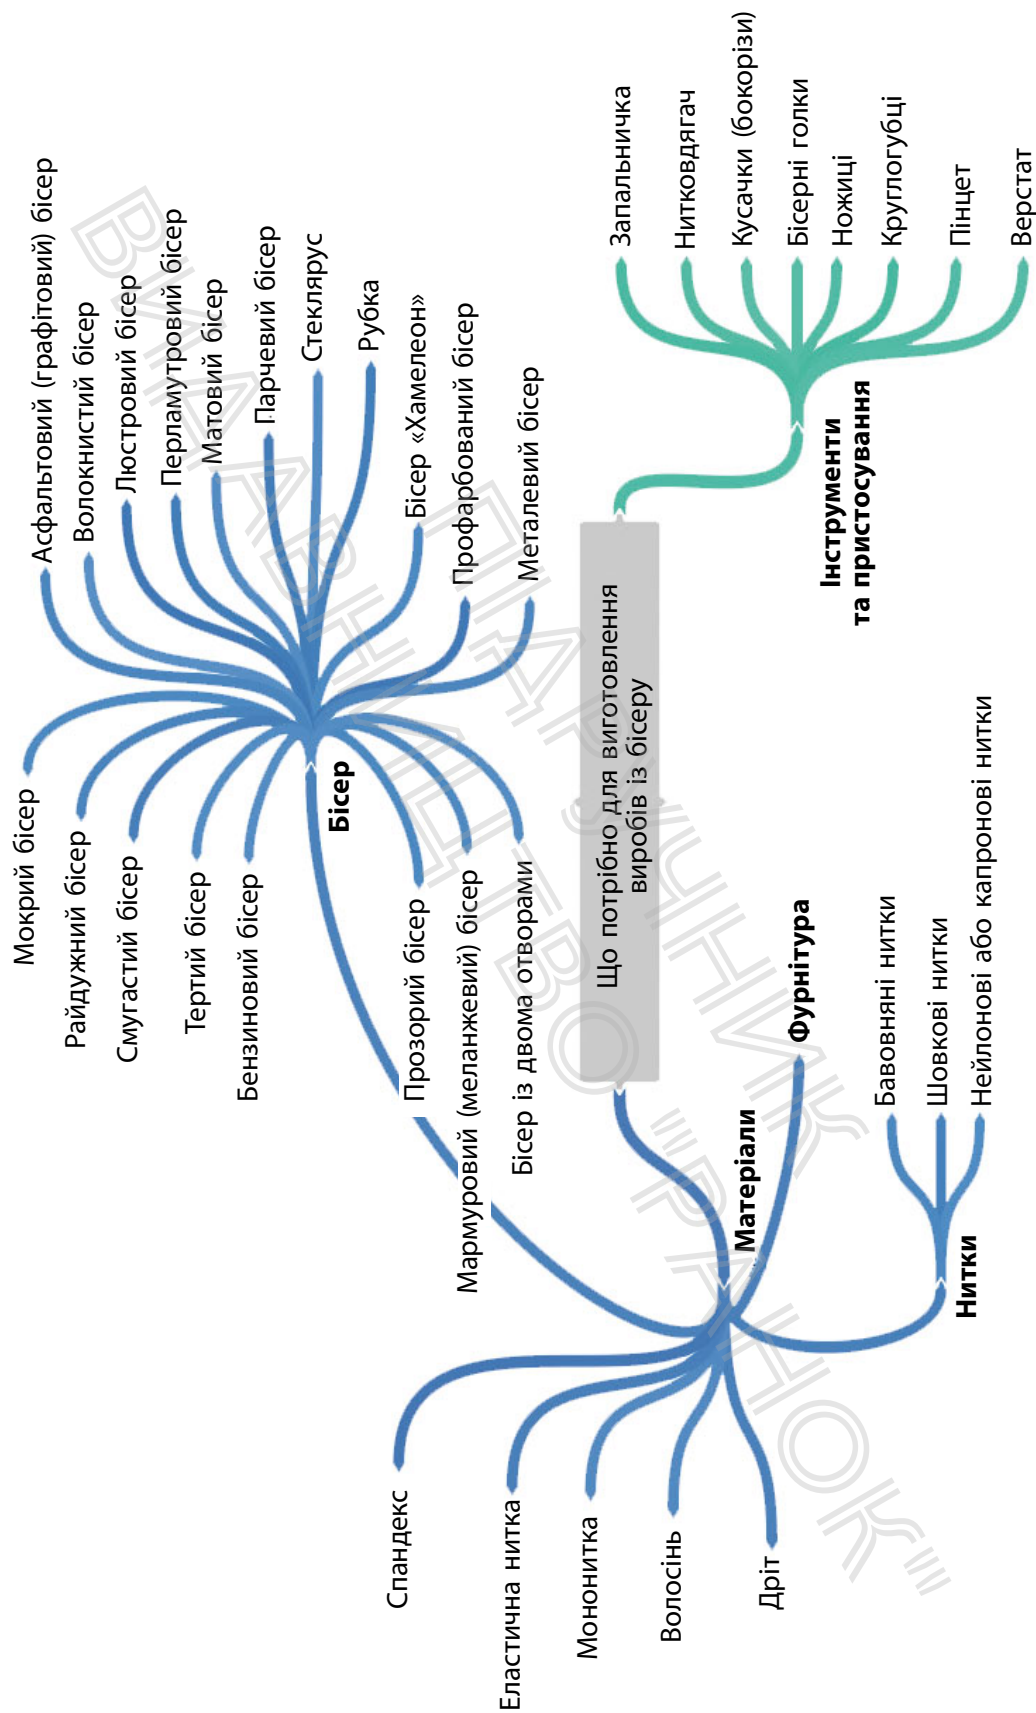 Мокрий бісер
Райдужний бісер
Смугастий бісер
Тертий бісер
Бензиновий бісер
Прозорий бісер
Мармуровий (меланжевий) бісер
Бісер із двома отворами
Бісер
Асфальтовий (графітовий) бісер
Волокнистий бісер
Люстровий бісер
Перламутровий бісер
Матовий бісер
Парчевий бісер
Стеклярус
Рубка
Бісер «Хамелеон»
Профарбований бісер
Металевий бісер
Що потрібно для виготовлення
виробів із бісеру
Спандекс
Еластична нитка
Мононитка
Волосінь
Дріт
Матеріали
Фурнітура
Нитки
Бавовняні нитки
Шовкові нитки
Нейлонові або капронові нитки
Інструменти
та пристосування
Запальничка
Нитковдягач
Кусачки (бокорізи)
Бісерні голки
Ножиці
Круглогубці
Пінцет
Верстат
ПІДРУЧНИК
ВИДАВНИЦТВО "РАНОК"